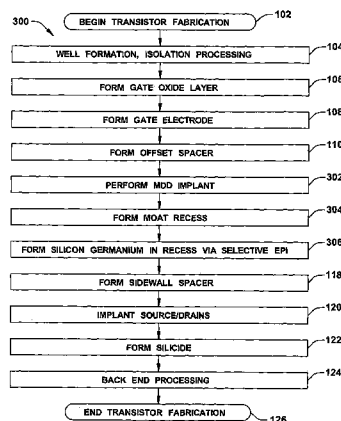 300
BEGIN TRANSISTOR FABRICATION
102
WELL FORMATION, ISOLATION PROCESSING
104
FORM GATE OXIDE LAYER
106
FORM GATE ELECTRODE
108
FORM OFFSET SPACER
110
PERFORM MDD IMPLANT
302
FORM MOAT RECESS
304
FORM SILICON GERMANIUM IN RECESS VIA SELECTIVE EPI
306
FORM SIDEWALL SPACER
118
IMPLANT SOURCE/DRAINS
120
FORM SILICIDE
122
BACK END PROCESSING
124
END TRANSISTOR FABRICATION
126